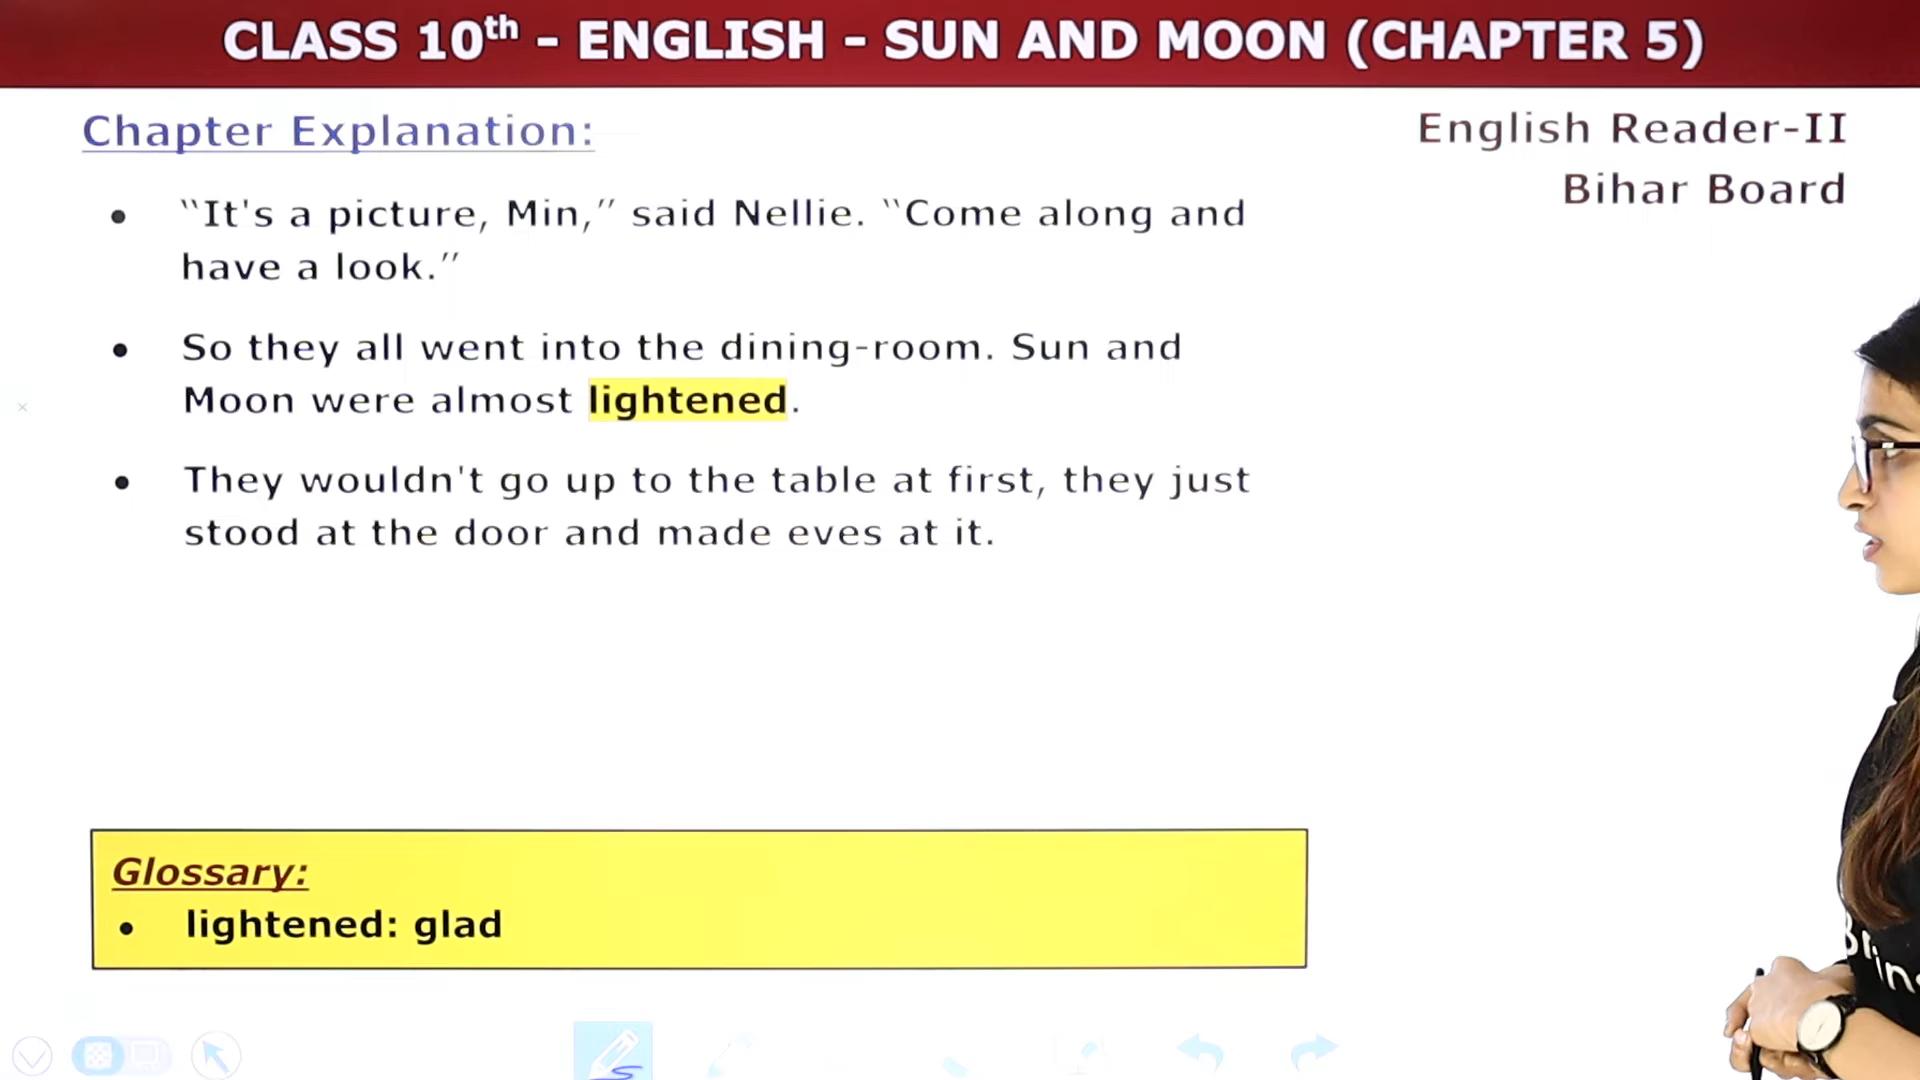 CLASS 10th - ENGLISH - SUN AND MOON (CHAPTER 5)
Chapter Explanation:
English Reader-II
Bihar Board
• “It's a picture, Min,” said Nellie. “Come along and
have a look.”
• So they all went into the dining-room. Sun and
Moon were almost lightened.
• They wouldn't go up to the table at first, they just
stood at the door and made eves at it.
Glossary:
• lightened: glad